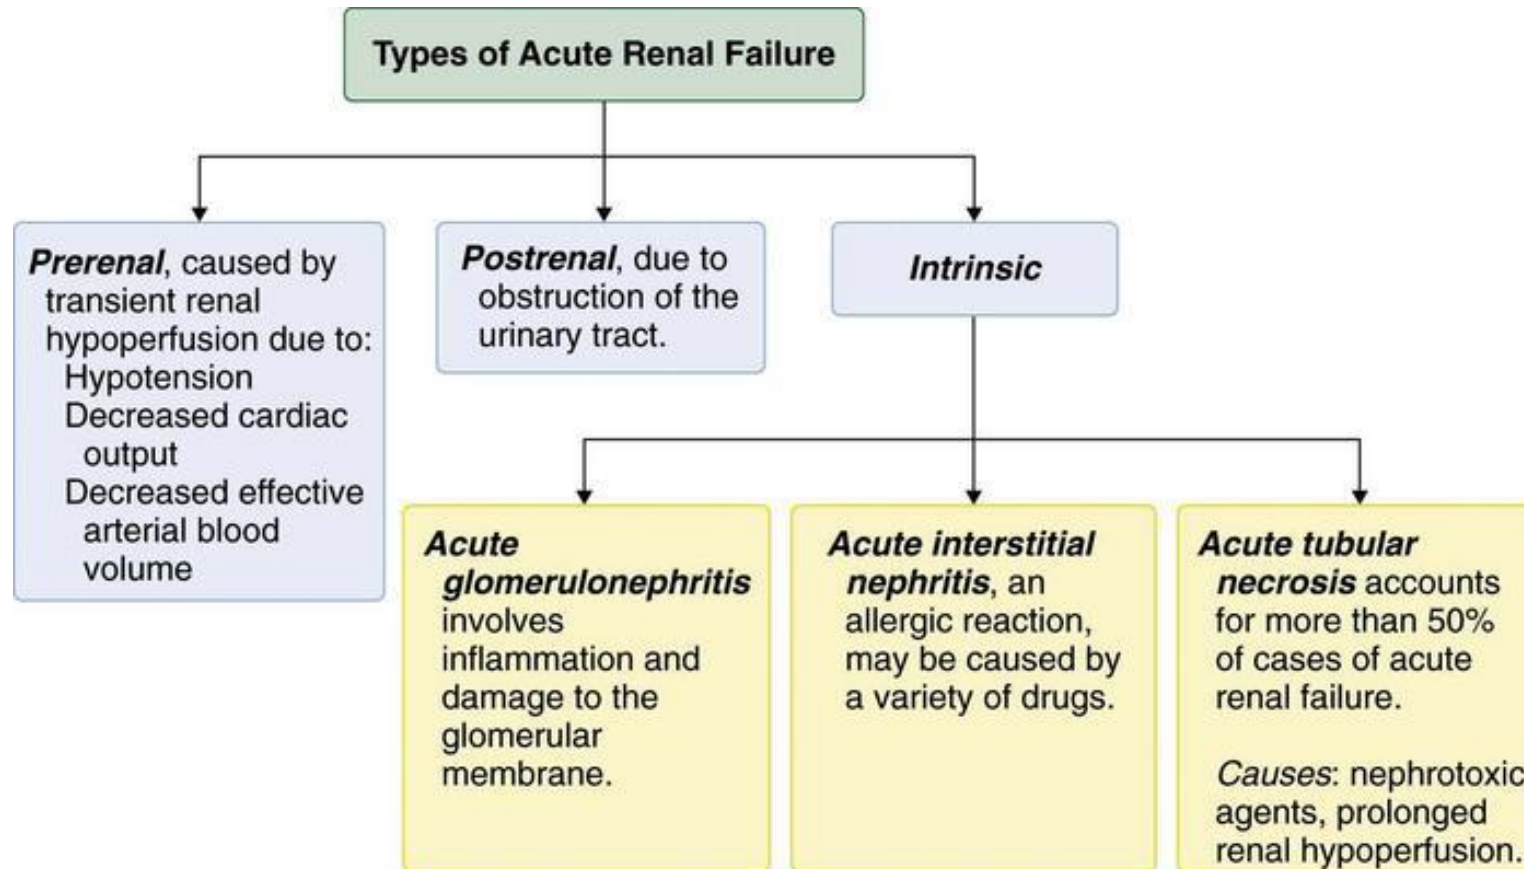 Types of Acute Renal Failure
Prerenal, caused by
transient renal
hypoperfusion due to:
Hypotension
Decreased cardiac
output
Decreased effective
arterial blood
volume
Postrenal, due to
obstruction of the
urinary tract.
Intrinsic
Acute
glomerulonephritis
involves
inflammation and
damage to the
glomerular
membrane.
Acute interstitial
nephritis, an
allergic reaction,
may be caused by
a variety of drugs.
Acute tubular
necrosis accounts
for more than 50%
of cases of acute
renal failure.
Causes: nephrotoxic
agents, prolonged
renal hypoperfusion.